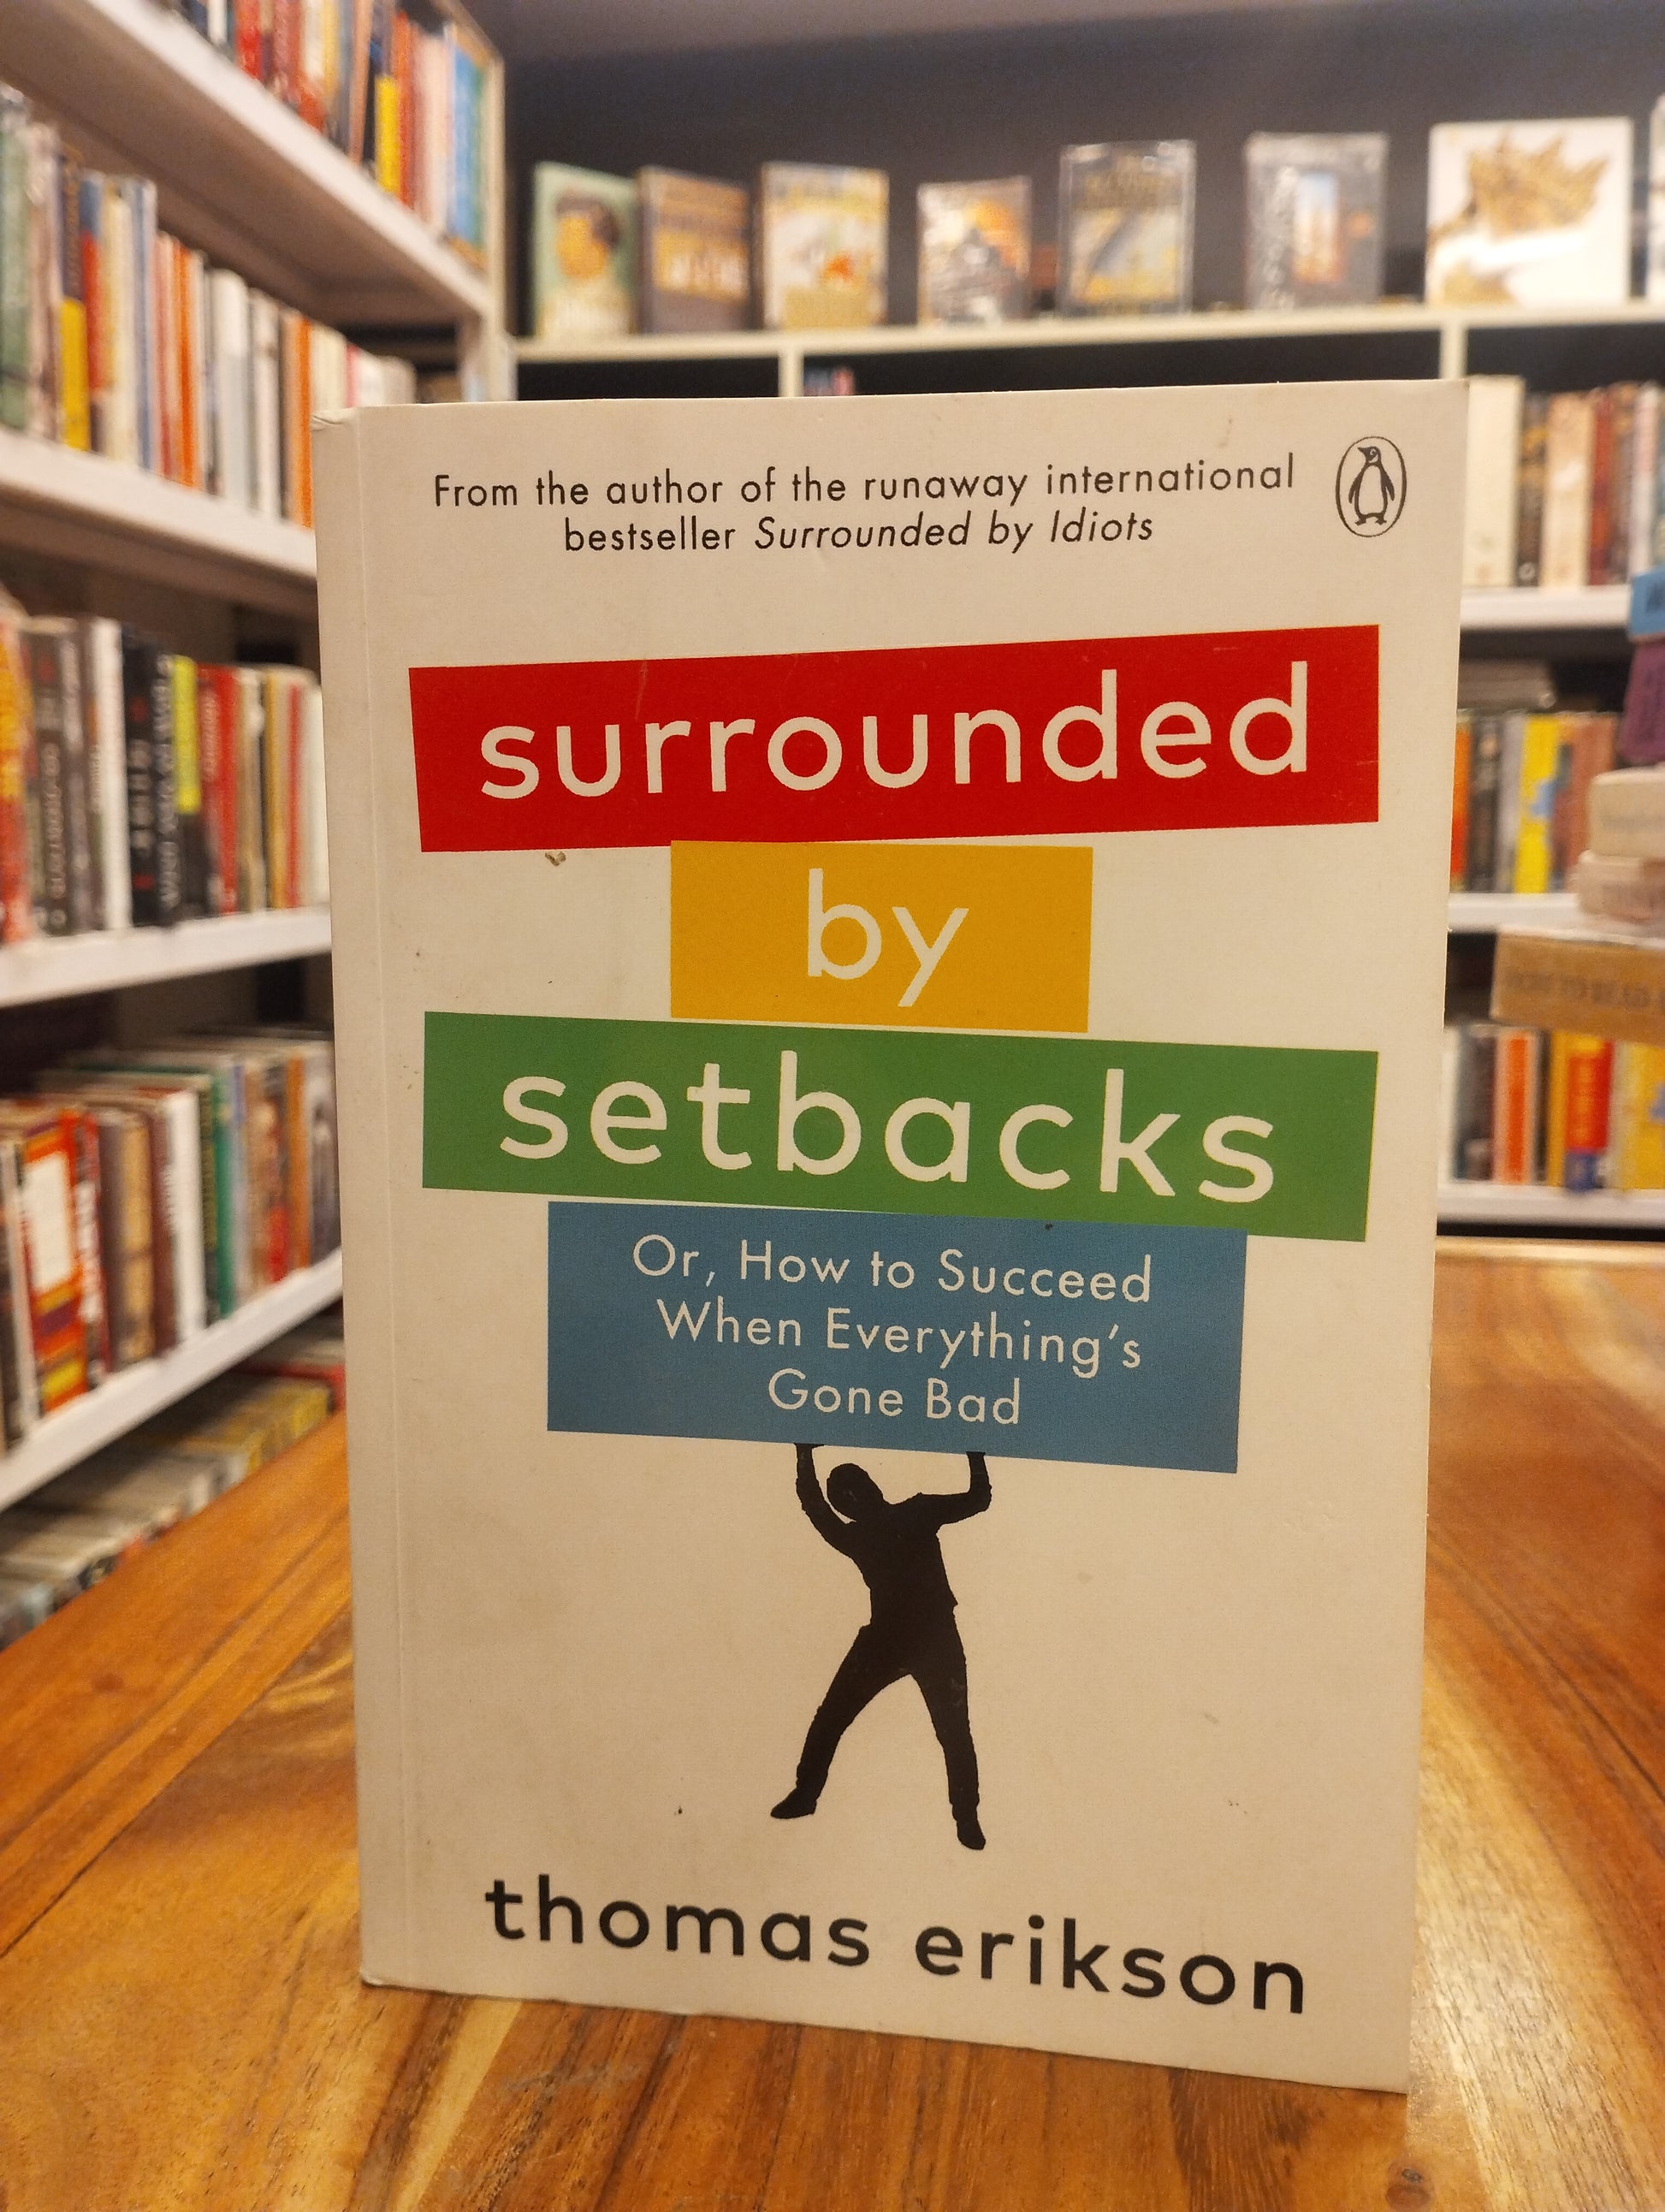 From the author of the runaway international
bestseller Surrounded by Idiots
surrounded
by
setbacks
Or, How to Succeed
When Everything's
Gone Bad
thomas erikson